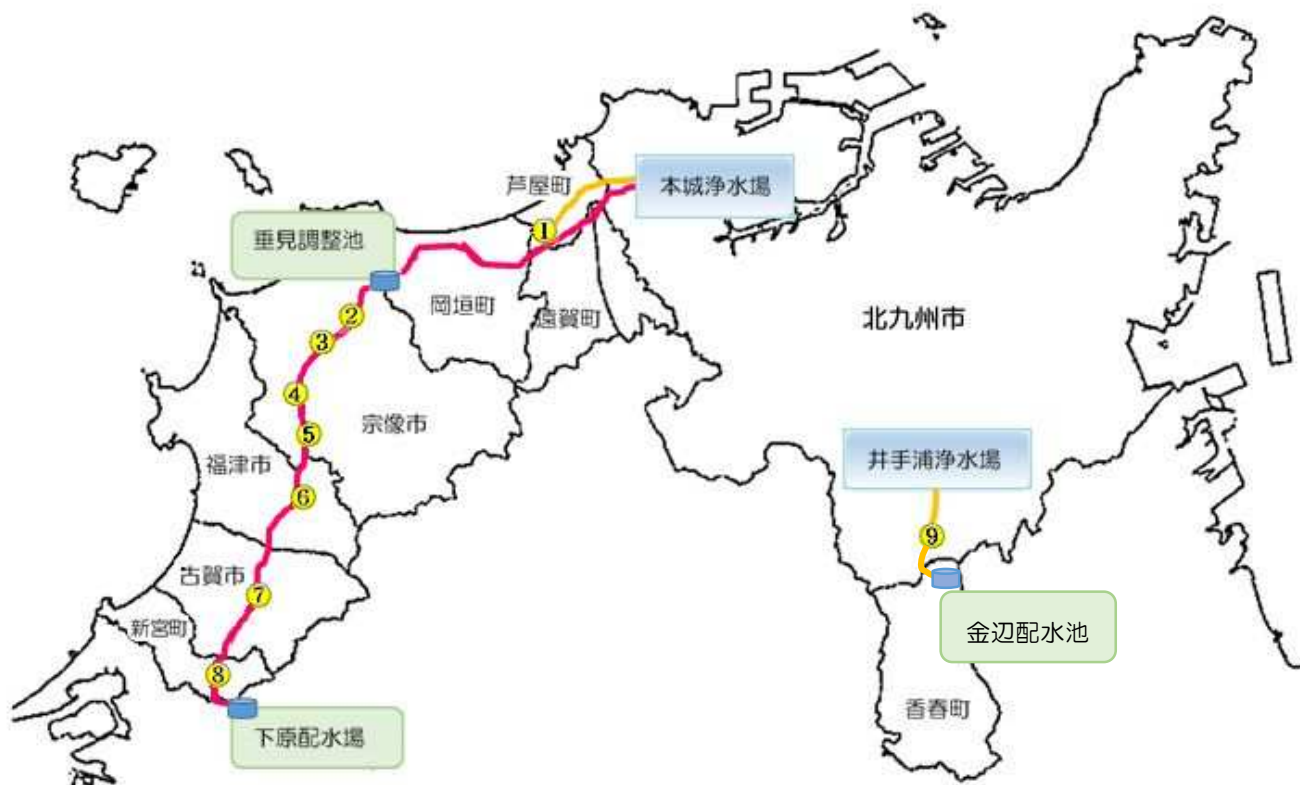 芦屋町
本城浄水場
①
垂見調整池
岡垣町
遠賀町
北九州市
②
③
④
宗像市
⑤
福津市
⑥
井手浦浄水場
⑨
古賀市
⑦
新宮町
金辺配水池
⑧
香春町
下原配水場